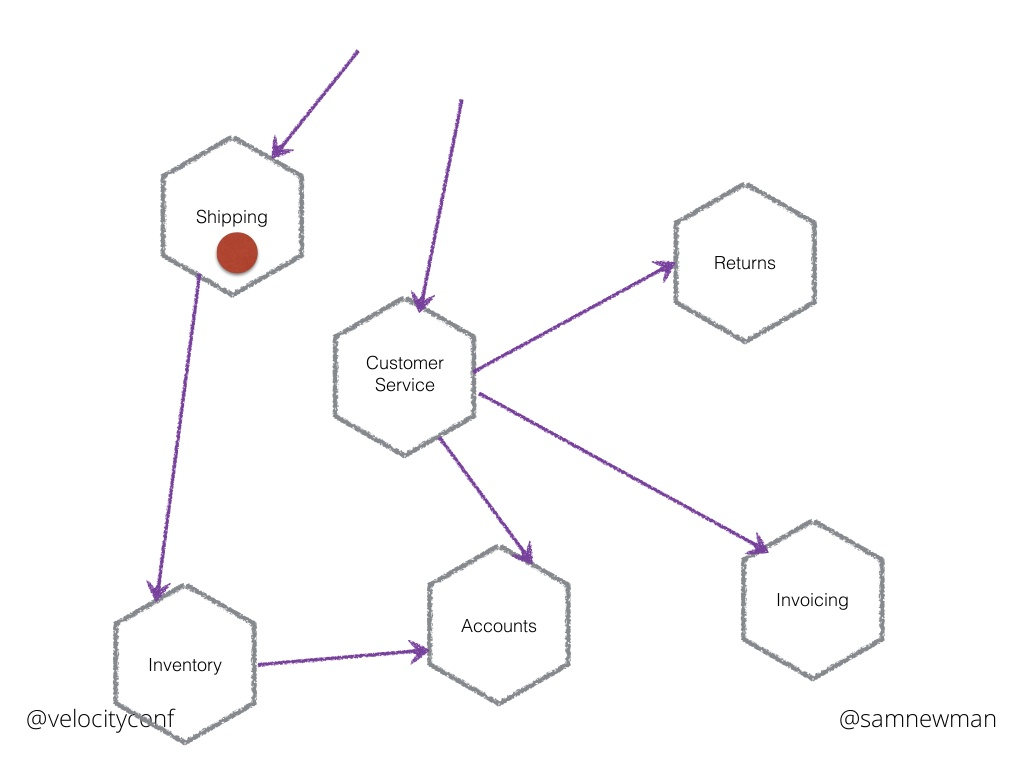 Shipping
Returns
Customer
Service
Invoicing
Accounts
Inventory
@velocityconf
@samnewman